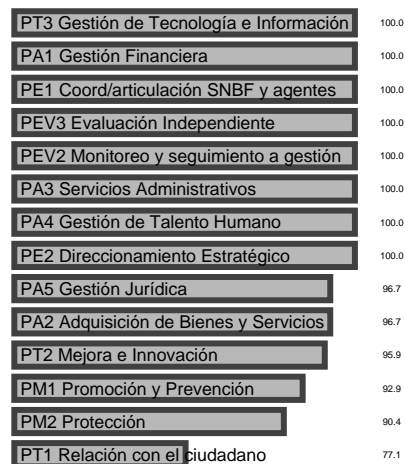 PT3 Gestión de Tecnología e Información 100.0
PA1 Gestión Financiera 100.0
PE1 Coord/articulación SNBF y agentes 100.0
PEV3 Evaluación Independiente 100.0
PEV2 Monitoreo y seguimiento a gestión 100.0
PA3 Servicios Administrativos 100.0
PA4 Gestión de Talento Humano 100.0
PE2 Direccionamiento Estratégico 100.0
PA5 Gestión Jurídica 96.7
PA2 Adquisición de Bienes y Servicios 96.7
PT2 Mejora e Innovación 95.9
PM1 Promoción y Prevención 92.9
PM2 Protección 90.4
PT1 Relación con el ciudadano 77.1